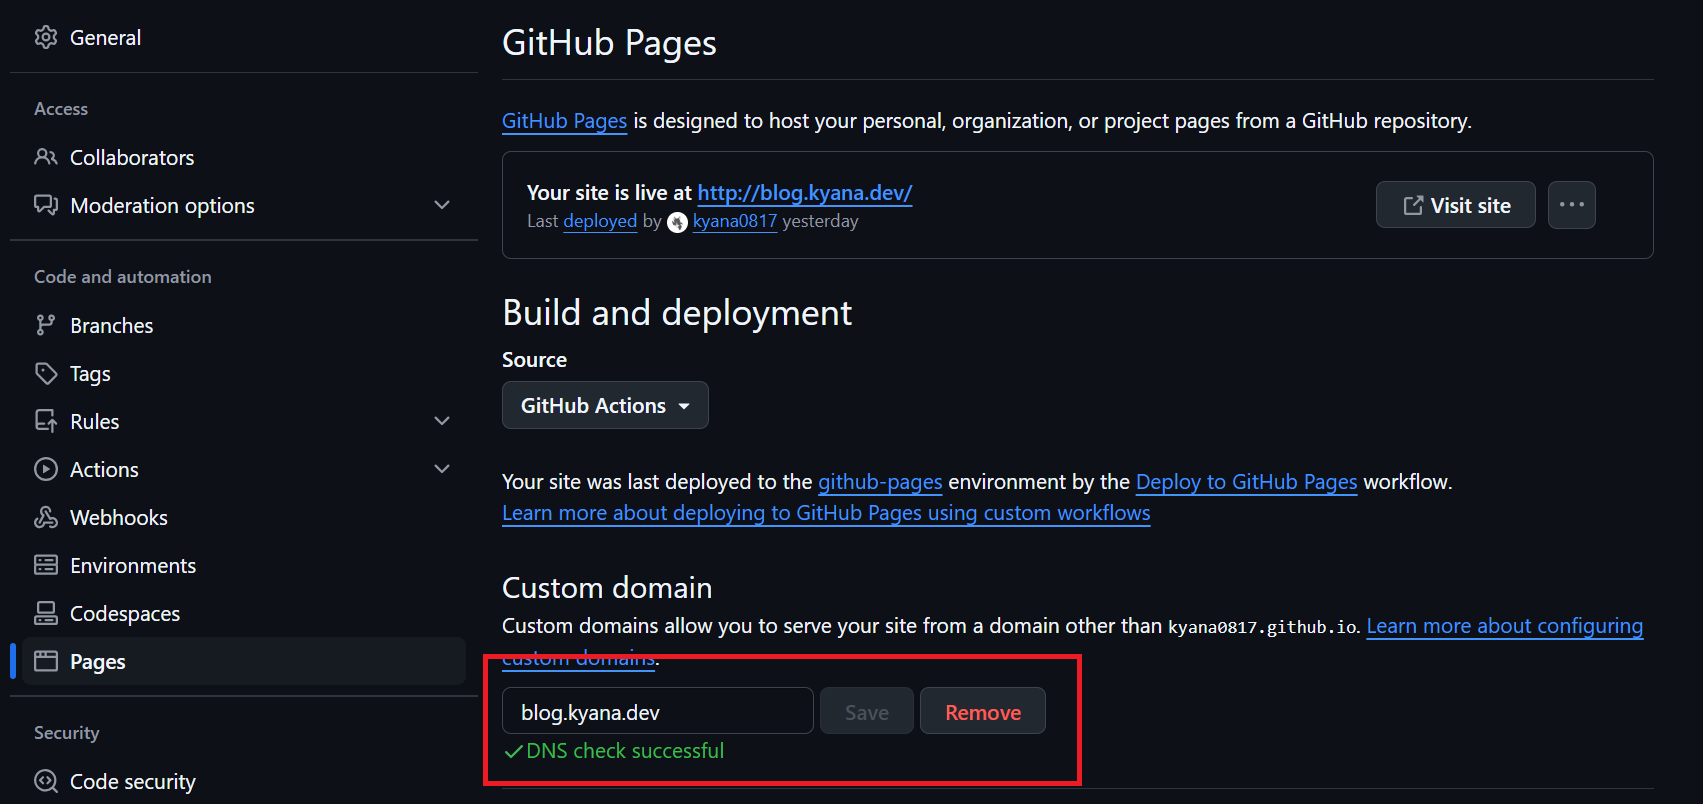 General
Access
Collaborators
Moderation options
Code and automation
Branches
Tags
Rules
Actions
Webhooks
Environments
Codespaces
Pages
Security
Code security
GitHub Pages
GitHub Pages is designed to host your personal, organization, or project pages from a GitHub repository.
Your site is live at http://blog.kyana.dev/
Last deployed by kyana0817 yesterday
Visit site
Build and deployment
Source
GitHub Actions
Your site was last deployed to the github-pages environment by the Deploy to GitHub Pages workflow.
Learn more about deploying to GitHub Pages using custom workflows
Custom domain
Custom domains allow you to serve your site from a domain other than kyana0817.github.io. Learn more about configuring
custom domains.
blog.kyana.dev Save Remove
DNS check successful